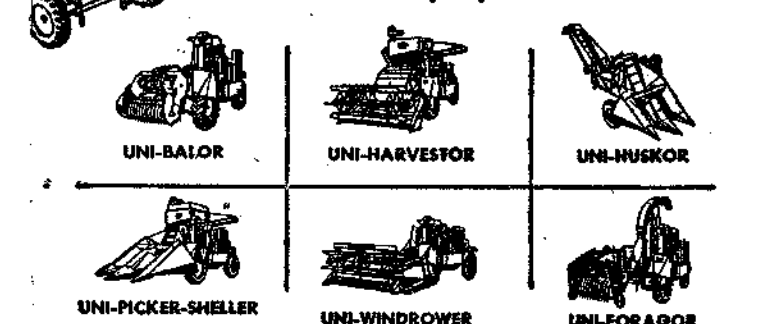 UNI-BALOR
UNI-HARVESTOR
UNI-HUSKOR
UNI-PICKER-SHELLER
UNI-WINDROWER
UNI-FORAGOR